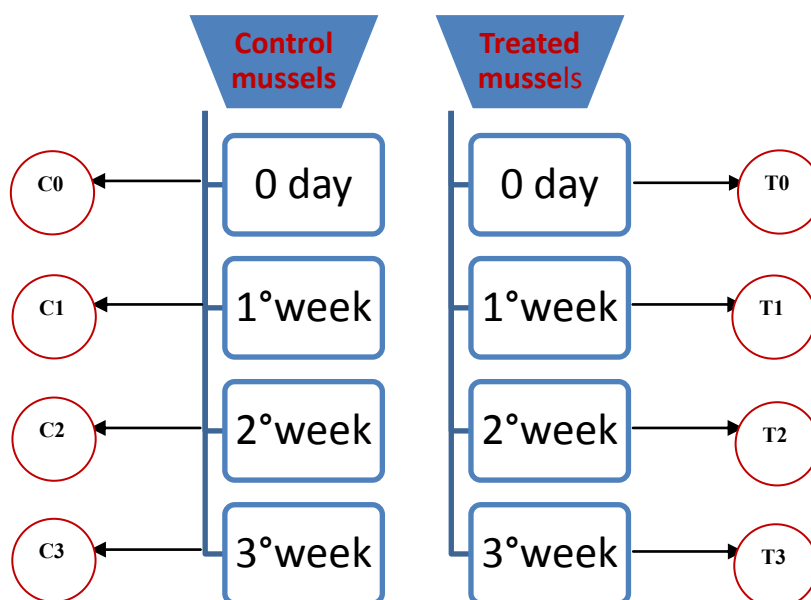 Control
mussels
Treated
mussels
C0
0 day
0 day
T0
C1
1°week
1°week
T1
C2
2°week
2°week
T2
C3
3°week
3°week
T3